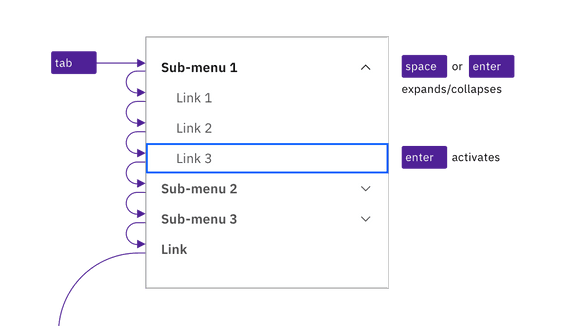 tab
Sub-menu 1
space or enter
expands/collapses
Link 1
Link 2
Link 3
enter activates
Sub-menu 2
Sub-menu 3
Link